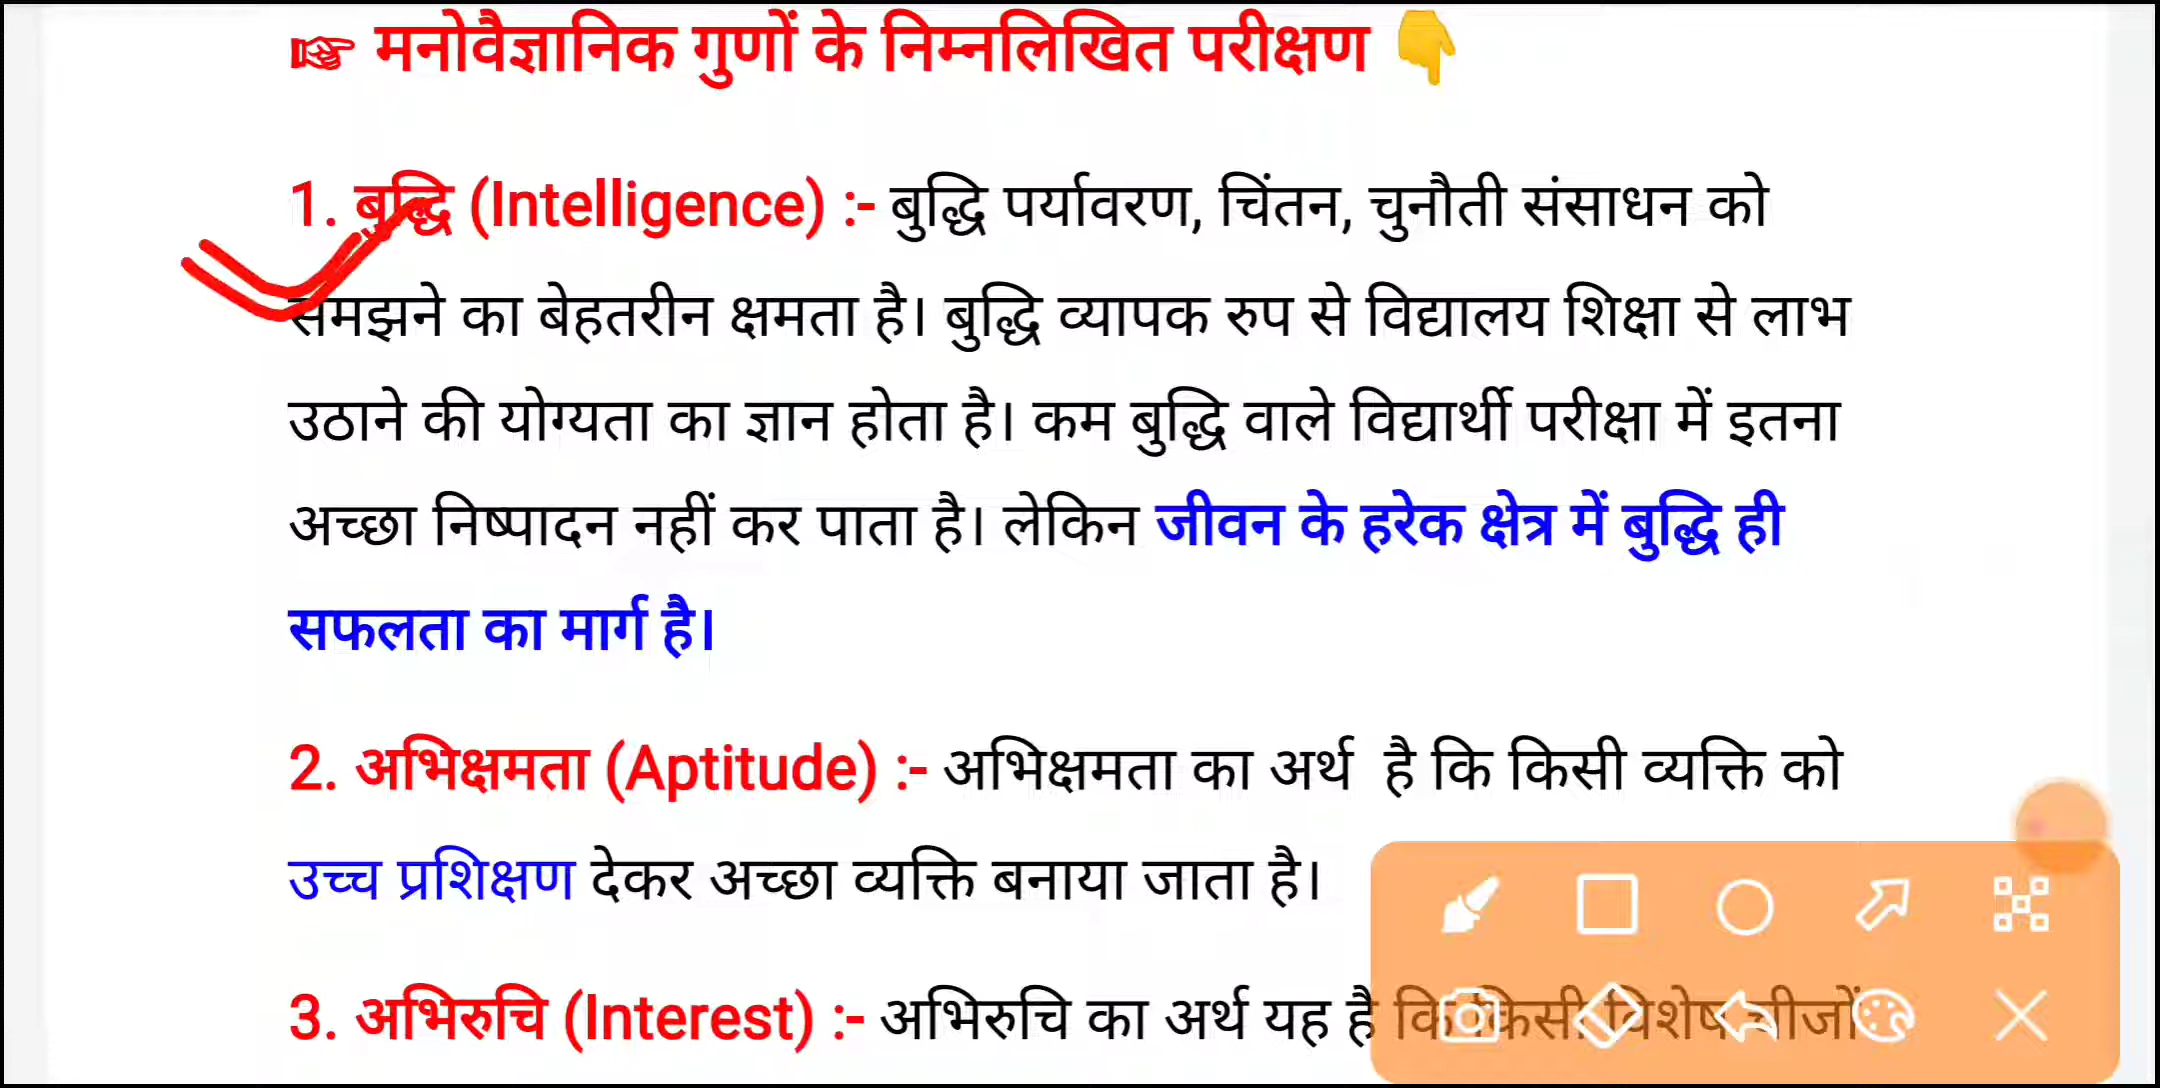 ☞ मनोवैज्ञानिक गुणों के निम्नलिखित परीक्षण 👇
1. बुद्धि (Intelligence) :- बुद्धि पर्यावरण, चिंतन, चुनौती संसाधन को
समझने का बेहतरीन क्षमता है। बुद्धि व्यापक रुप से विद्यालय शिक्षा से लाभ
उठाने की योग्यता का ज्ञान होता है। कम बुद्धि वाले विद्यार्थी परीक्षा में इतना
अच्छा निष्पादन नहीं कर पाता है। लेकिन जीवन के हरेक क्षेत्र में बुद्धि ही
सफलता का मार्ग है।
2. अभिक्षमता (Aptitude) :- अभिक्षमता का अर्थ है कि किसी व्यक्ति को
उच्च प्रशिक्षण देकर अच्छा व्यक्ति बनाया जाता है।
3. अभिरुचि (Interest) :- अभिरुचि का अर्थ यह है कि किसी विशेष चीजों